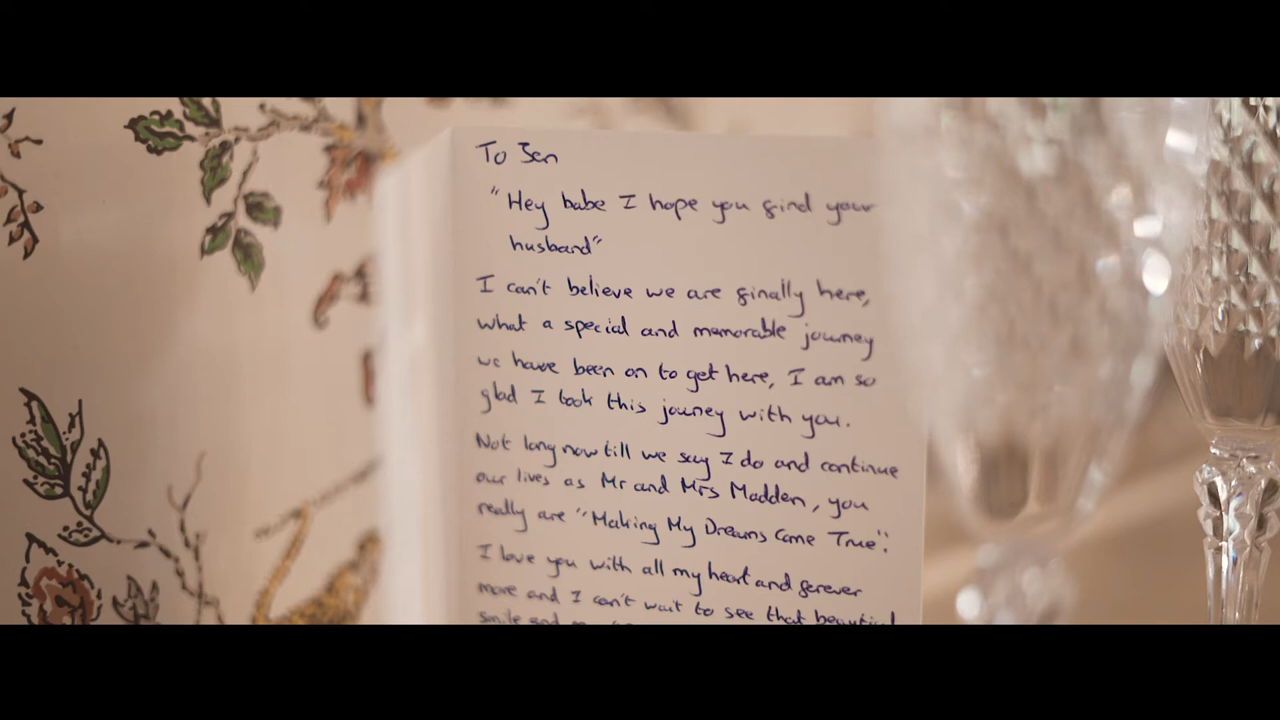 To Jen
"Hey babe I hope you find your
husband"
I can't believe we are finally here,
what a special and memorable journey
we have been on to get here, I am so
glad I took this journey with you.
Not long now till we say I do and continue
our lives as Mr and Mrs Madden, you
really are "Making My Dreams Come True".
I love you with all my heart and forever
more and I can't wait to see that beautiful
smile and